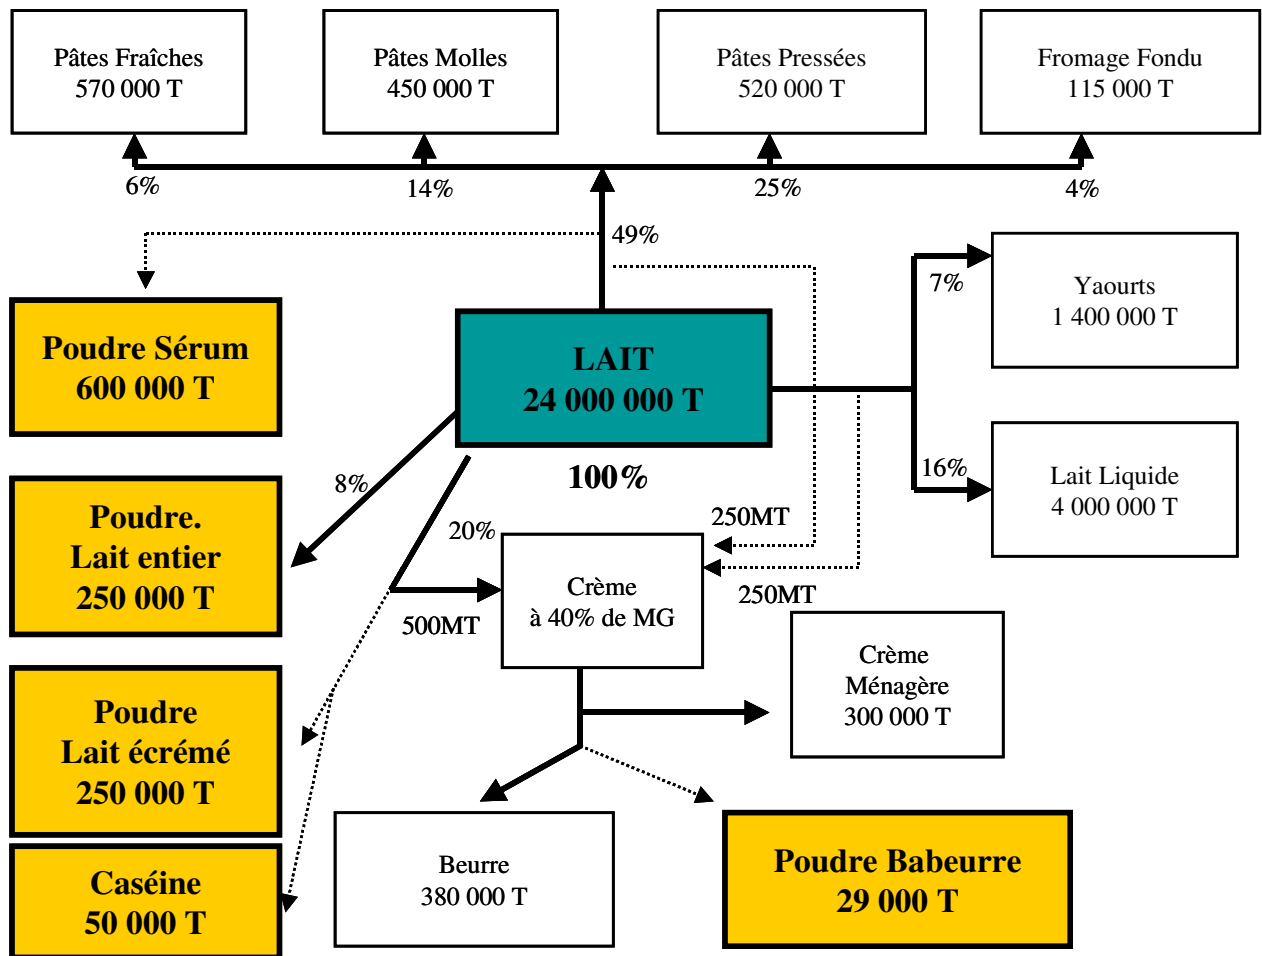 Pâtes Fraîches
570 000 T
Pâtes Molles
450 000 T
Pâtes Pressées
520 000 T
Fromage Fondu
115 000 T
6%
14%
25%
4%
49%
Poudre Sérum
600 000 T
LAIT
24 000 000 T
100%
7%
Yaourts
1 400 000 T
16%
Lait Liquide
4 000 000 T
8%
Poudre.
Lait entier
250 000 T
20%
500MT
250MT
250MT
Crème
à 40% de MG
Crème
Ménagère
300 000 T
Poudre
Lait écrémé
250 000 T
Caséine
50 000 T
Beurre
380 000 T
Poudre Babeurre
29 000 T